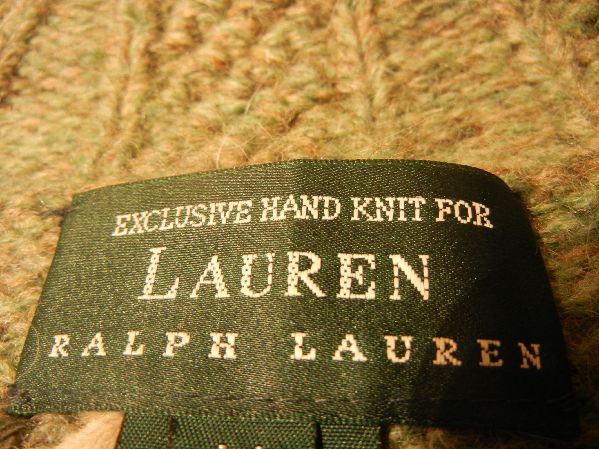 EXCLUSIVE HAND KNIT FOR
LAUREN
RALPH LAUREN